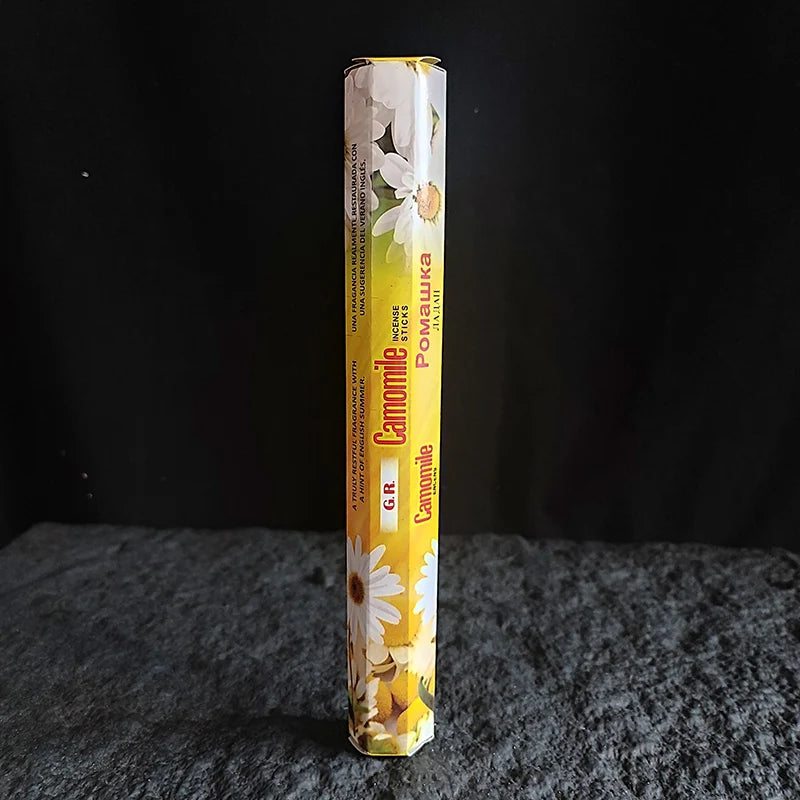 UNA FRAGANCIA REALMENTE RESTAURADA CON
UNA SUGERENCIA DEL VERANO INGLÉS.
A TRULY RESTFUL FRAGRANCE WITH
A HINT OF ENGLISH SUMMER.
G.R.
Camomile
INCENSE
STICKS
Camomile
ENCENS
Ромашка
ЛАДАН